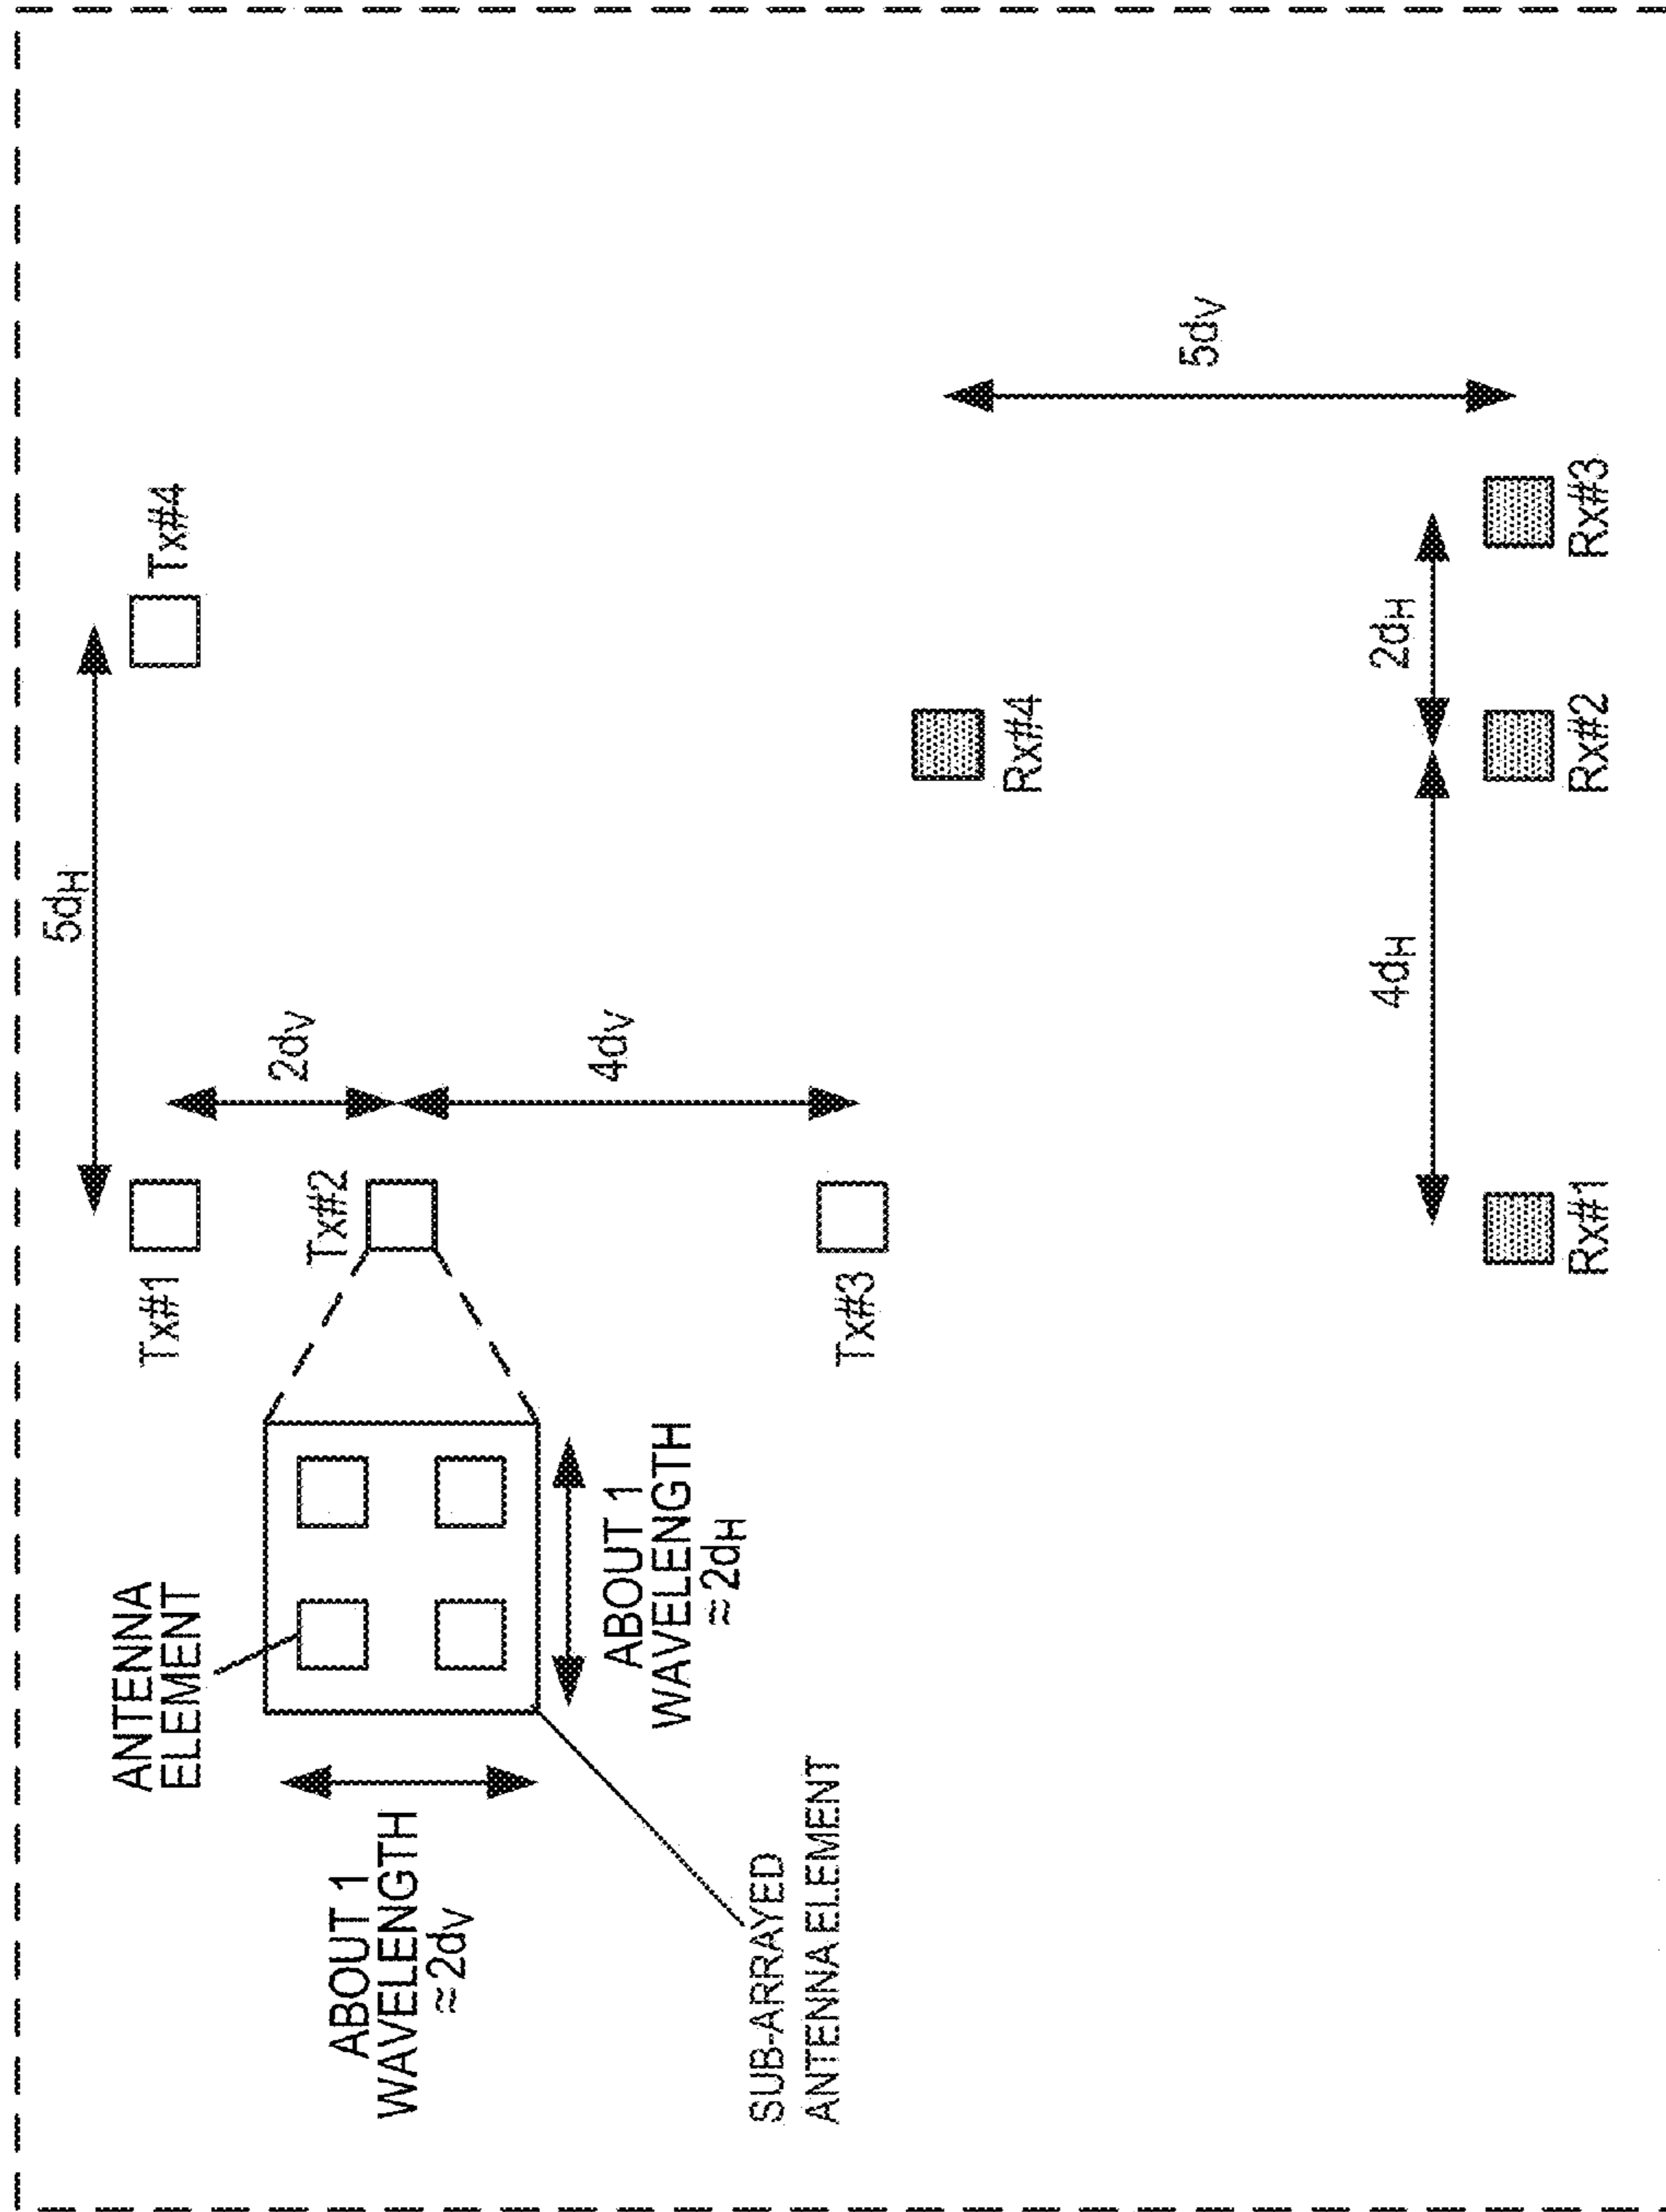 5dH
ANTENNA
ELEMENT
Tx#1
Tx#4
2dV
Tx#2
ABOUT 1
WAVELENGTH
≈2dV
4dV
ABOUT 1
WAVELENGTH
≈2dH
SUB-ARRAYED
ANTENNA ELEMENT
Tx#3
Rx#4
5dV
4dH
2dH
Rx#1
Rx#2
Rx#3